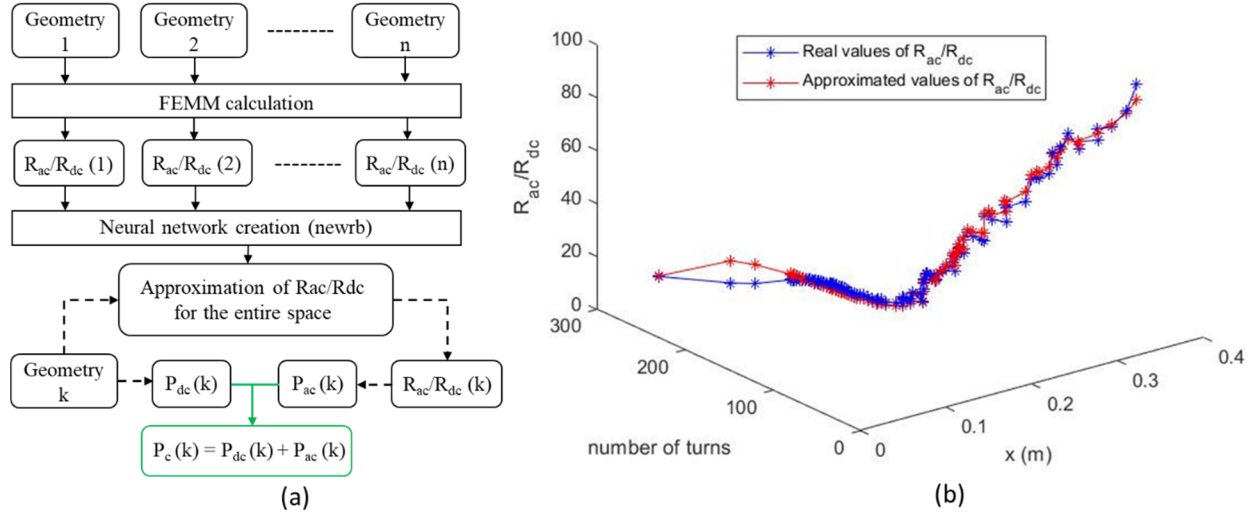 Geometry
1
Geometry
2
Geometry
n
FEMM calculation
Rac/Rdc (1)
Rac/Rdc (2)
Rac/Rdc (n)
Neural network creation (newrb)
Approximation of Rac/Rdc
for the entire space
Geometry
k
Pdc (k)
Pac (k)
Rac/Rdc (k)
Pc (k) = Pdc (k) + Pac (k)
(a)
Real values of Rac/Rdc
Approximated values of Rac/Rdc
Rac/Rdc
100
80
60
40
20
0
300
200
100
0
number of turns
0
0.1
0.2
0.3
0.4
x (m)
(b)